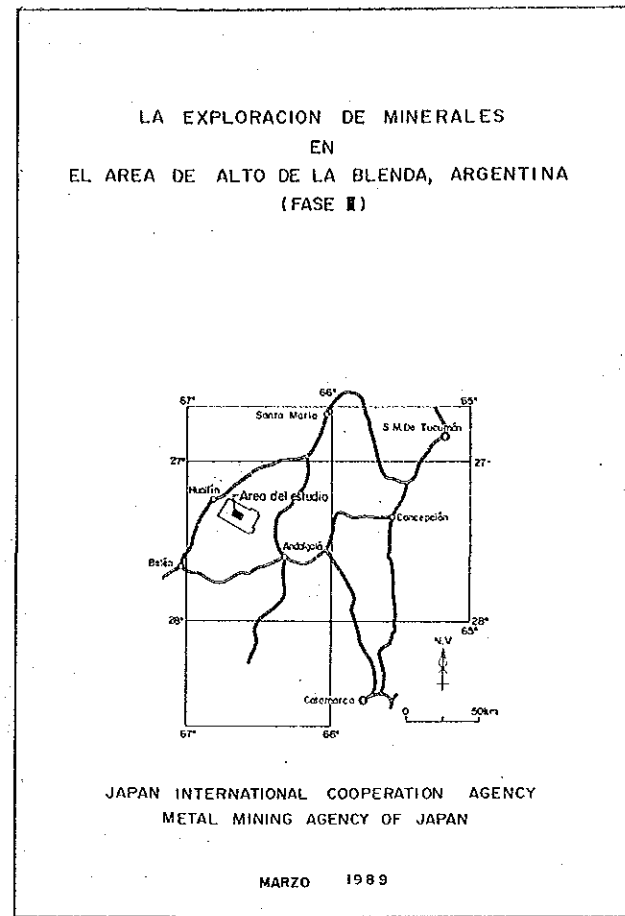 LA EXPLORACION DE MINERALES
EN
EL AREA DE ALTO DE LA BLENDA, ARGENTINA
(FASE II)
67° 66° 65°
Santa María
S.M.De Tucumán
27° 27°
Hualfín
Area del estudio
Concepción
Andalgalá
Belén
28° 28°
65°
N.V
Catamarca
0 50km
67° 66°
JAPAN INTERNATIONAL COOPERATION AGENCY
METAL MINING AGENCY OF JAPAN
MARZO 1989